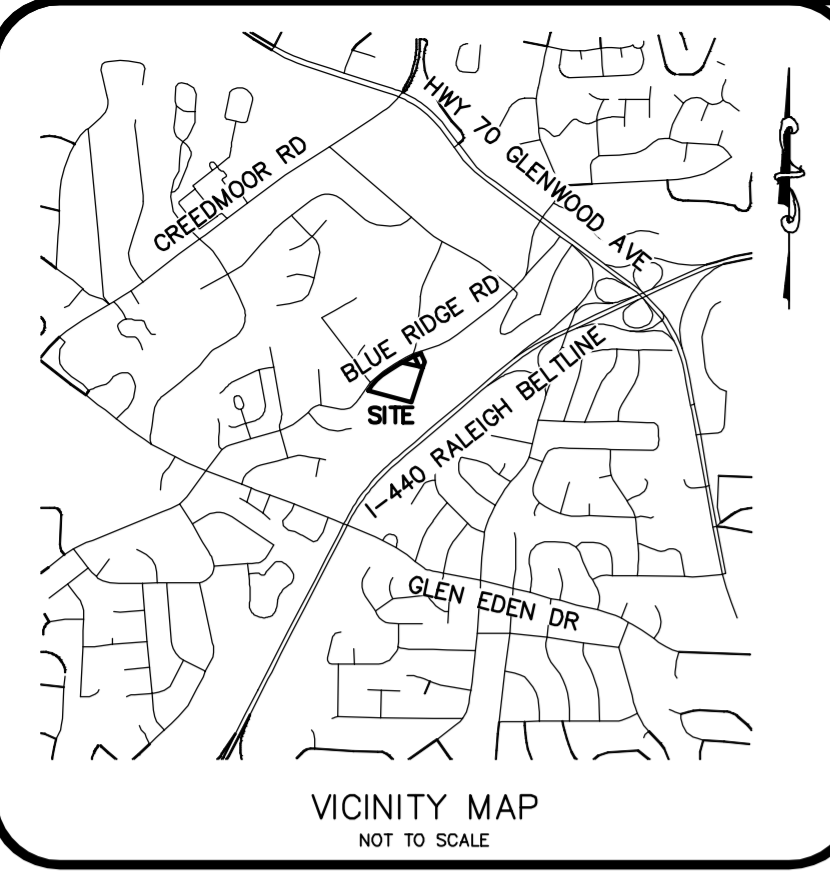 HWY 70 GLENWOOD AVE
CREEDMOOR RD
BLUE RIDGE RD
SITE
I-440 RALEIGH BELTLINE
GLEN EDEN DR
VICINITY MAP
NOT TO SCALE